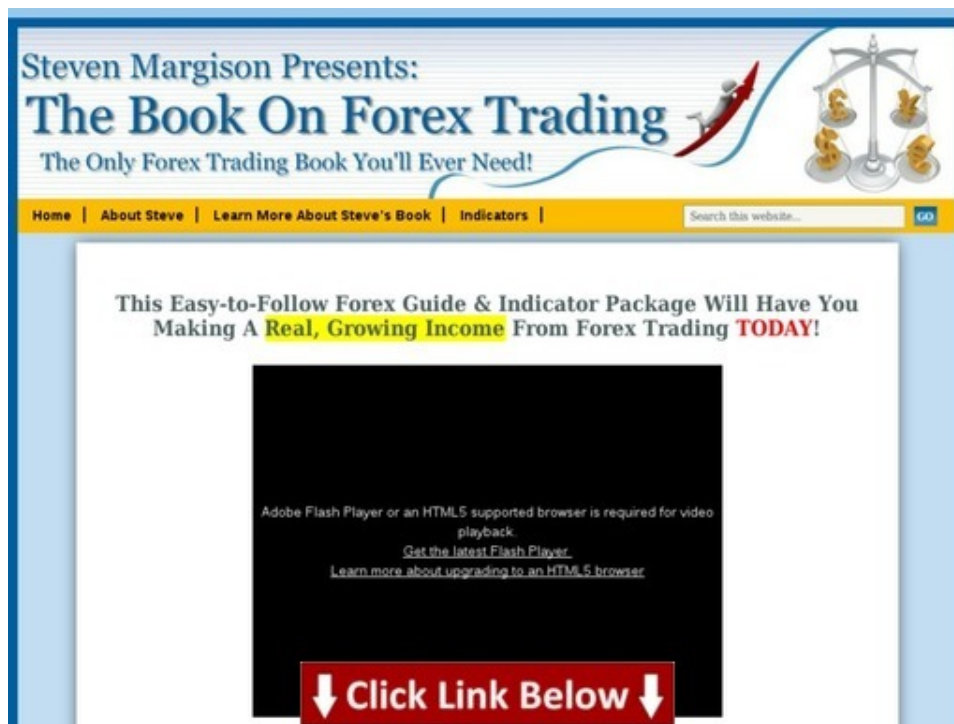 Steven Margison Presents:
The Book On Forex Trading
The Only Forex Trading Book You'll Ever Need!
Home | About Steve | Learn More About Steve's Book | Indicators |
Search this website...
GO
£
¥
$
€
This Easy-to-Follow Forex Guide & Indicator Package Will Have You
Making A Real, Growing Income From Forex Trading TODAY!
Adobe Flash Player or an HTML5 supported browser is required for video
playback.
Get the latest Flash Player
Learn more about upgrading to an HTML5 browser
Click Link Below